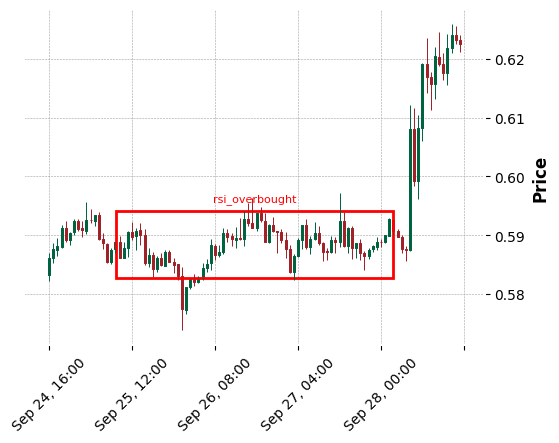 rsi_overbought
0.62
0.61
0.60
0.59
0.58
Price
Sep 24, 16:00
Sep 25, 12:00
Sep 26, 08:00
Sep 27, 04:00
Sep 28, 00:00